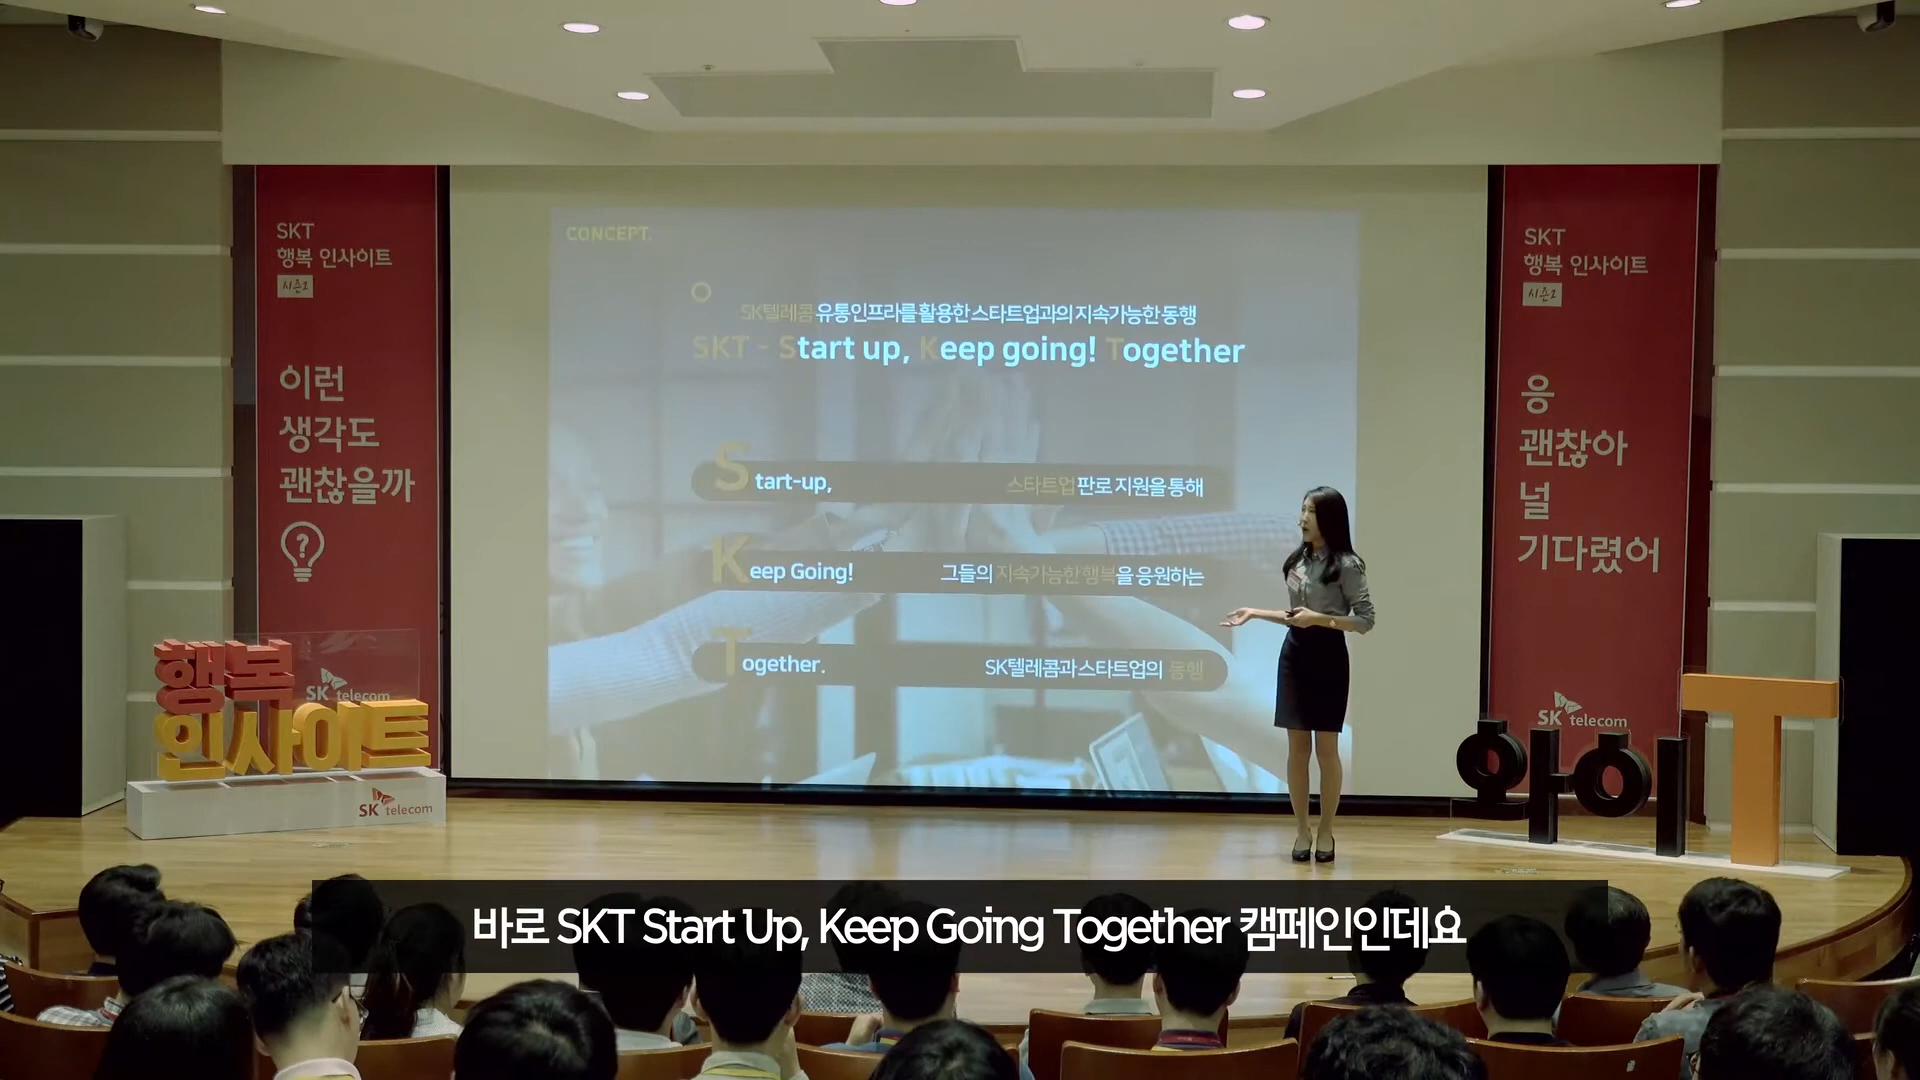 SKT
행복 인사이트
시즌2
이런
생각도
괜찮을까
?
SK telecom
행복
인사이트
SK telecom
CONCEPT.
SK텔레콤 유통인프라를 활용한 스타트업과의 지속가능한 동행
SKT - Start up, Keep going! Together
Start-up, 스타트업 판로 지원을 통해
Keep Going! 그들의 지속가능한 행복을 응원하는
Together. SK텔레콤과 스타트업의 동행
SKT
행복 인사이트
시즌2
응
괜찮아
널
기다렸어
SK telecom
와이T
바로 SKT Start Up, Keep Going Together 캠페인인데요